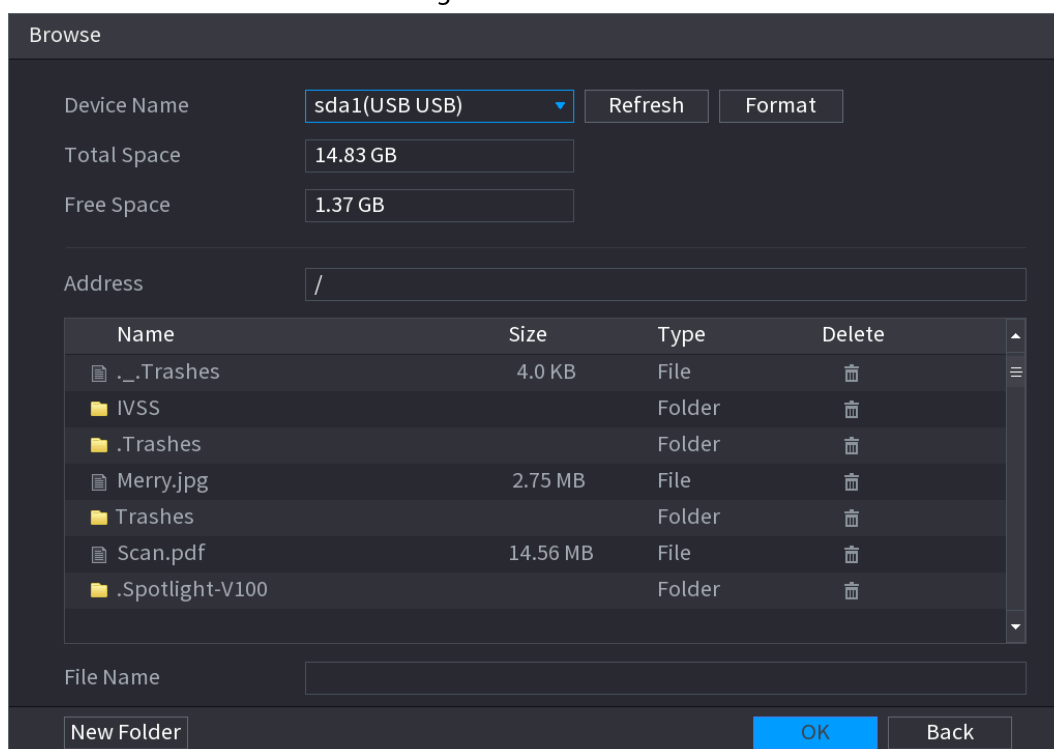 Browse
Device Name sda1(USB USB) Refresh Format
Total Space 14.83 GB
Free Space 1.37 GB
Address /
Name Size Type Delete
._.Trashes 4.0 KB File
IVSS Folder
.Trashes Folder
Merry.jpg 2.75 MB File
Trashes Folder
Scan.pdf 14.56 MB File
.Spotlight-V100 Folder
File Name
New Folder OK Back